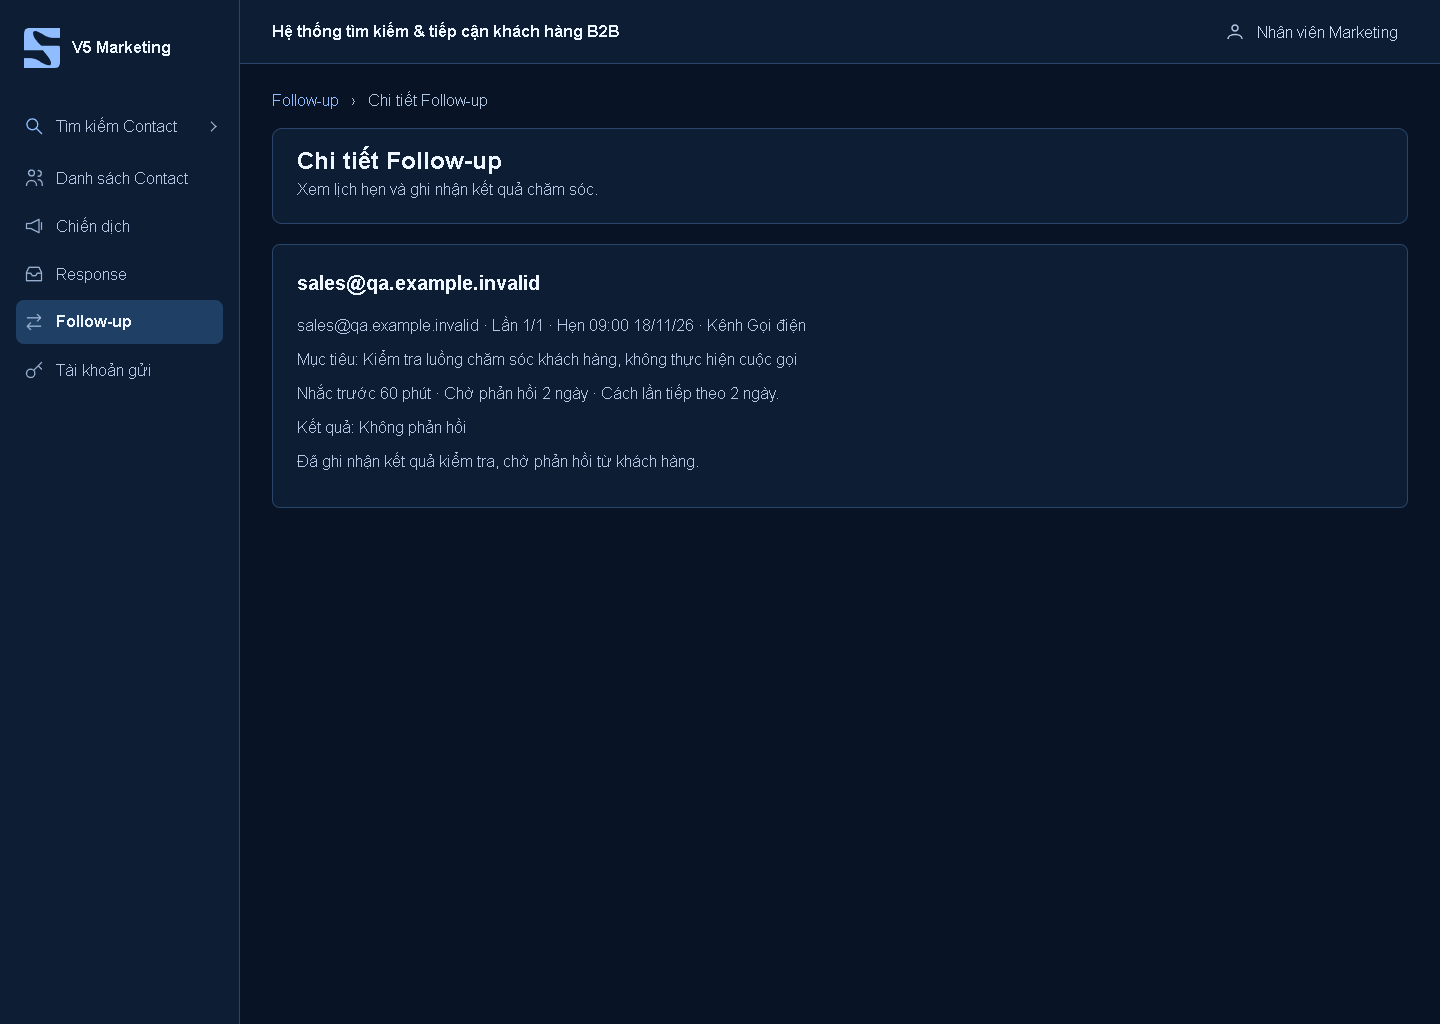 V5 Marketing
Tìm kiếm Contact
Danh sách Contact
Chiến dịch
Response
Follow-up
Tài khoản gửi
Hệ thống tìm kiếm & tiếp cận khách hàng B2B
Nhân viên Marketing
Follow-up › Chi tiết Follow-up
Chi tiết Follow-up
Xem lịch hẹn và ghi nhận kết quả chăm sóc.
sales@qa.example.invalid
sales@qa.example.invalid · Lần 1/1 · Hẹn 09:00 18/11/26 · Kênh Gọi điện
Mục tiêu: Kiểm tra luồng chăm sóc khách hàng, không thực hiện cuộc gọi
Nhắc trước 60 phút · Chờ phản hồi 2 ngày · Cách lần tiếp theo 2 ngày.
Kết quả: Không phản hồi
Đã ghi nhận kết quả kiểm tra, chờ phản hồi từ khách hàng.